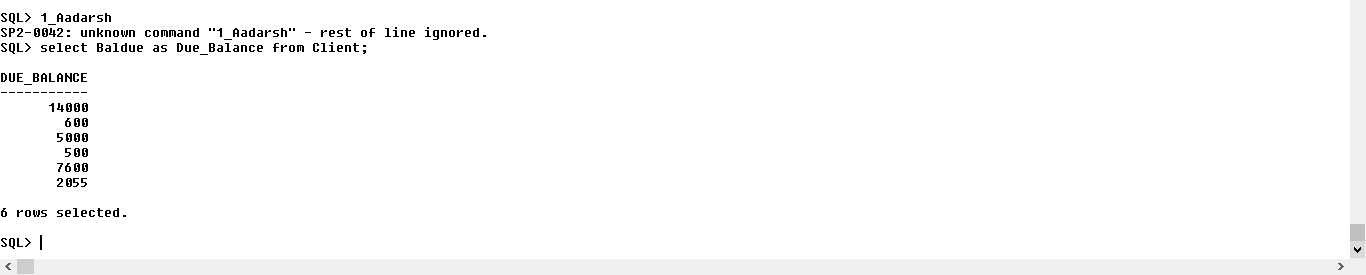 SQL> 1_Aadarsh
SP2-0042: unknown command "1_Aadarsh" - rest of line ignored.
SQL> select Baldue as Due_Balance from Client;
DUE_BALANCE
-----------
14000
600
5000
500
7600
2055
6 rows selected.
SQL>